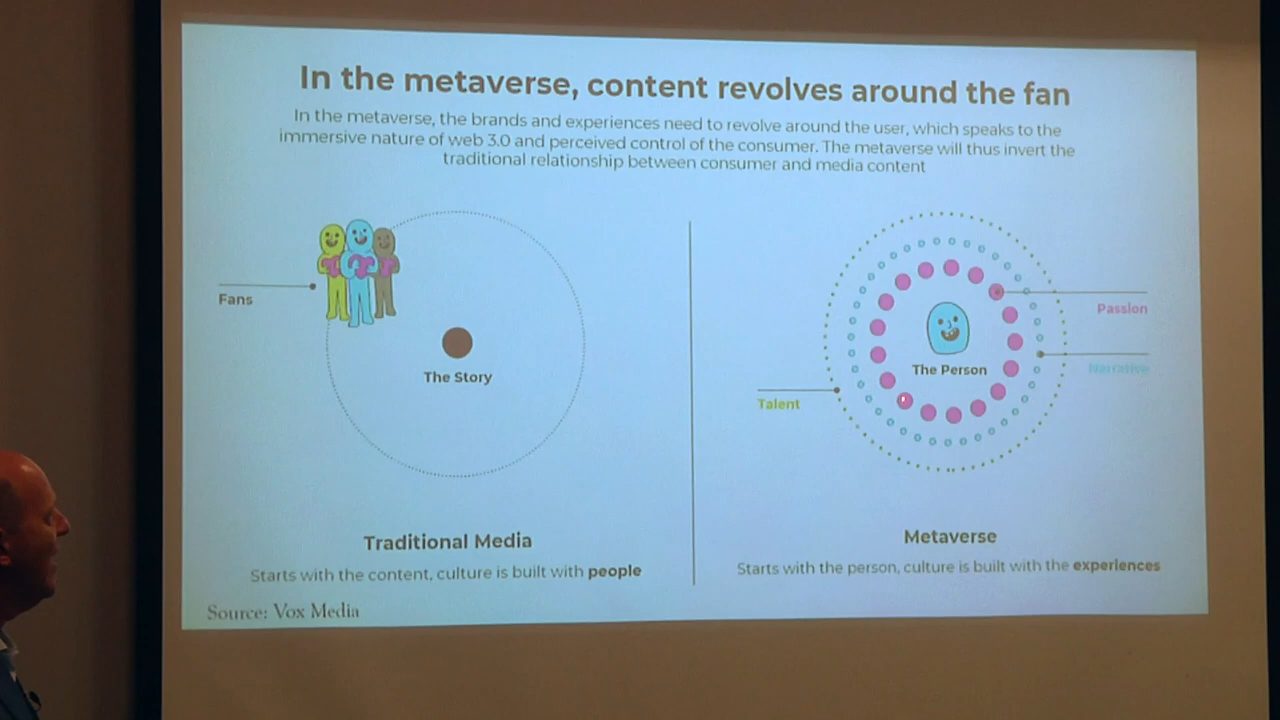 In the metaverse, content revolves around the fan
In the metaverse, the brands and experiences need to revolve around the user, which speaks to the
immersive nature of web 3.0 and perceived control of the consumer. The metaverse will thus invert the
traditional relationship between consumer and media content
Fans
The Story
Traditional Media
Starts with the content, culture is built with people
Source: Vox Media
Passion
Narrative
The Person
Talent
Metaverse
Starts with the person, culture is built with the experiences